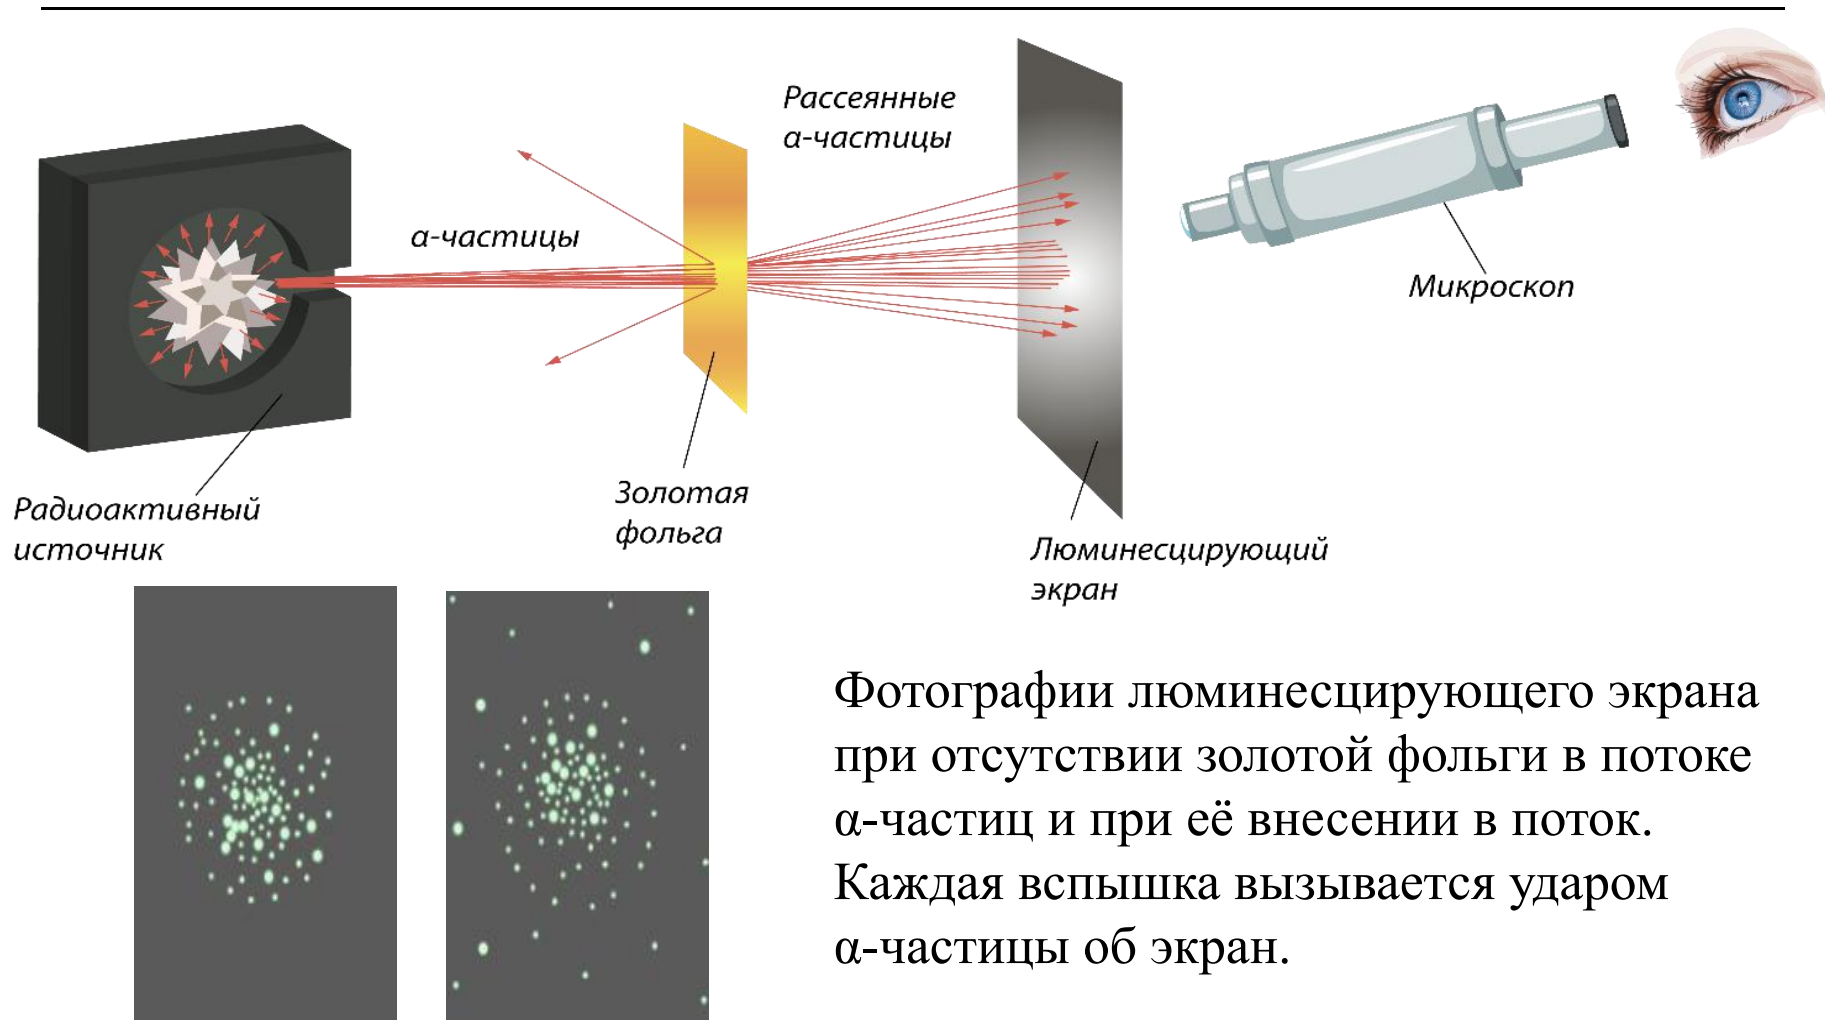 Рассеянные
α-частицы
α-частицы
Микроскоп
Радиоактивный
источник
Золотая
фольга
Люминесцирующий
экран
Фотографии люминесцирующего экрана
при отсутствии золотой фольги в потоке
α-частиц и при её внесении в поток.
Каждая вспышка вызывается ударом
α-частицы об экран.